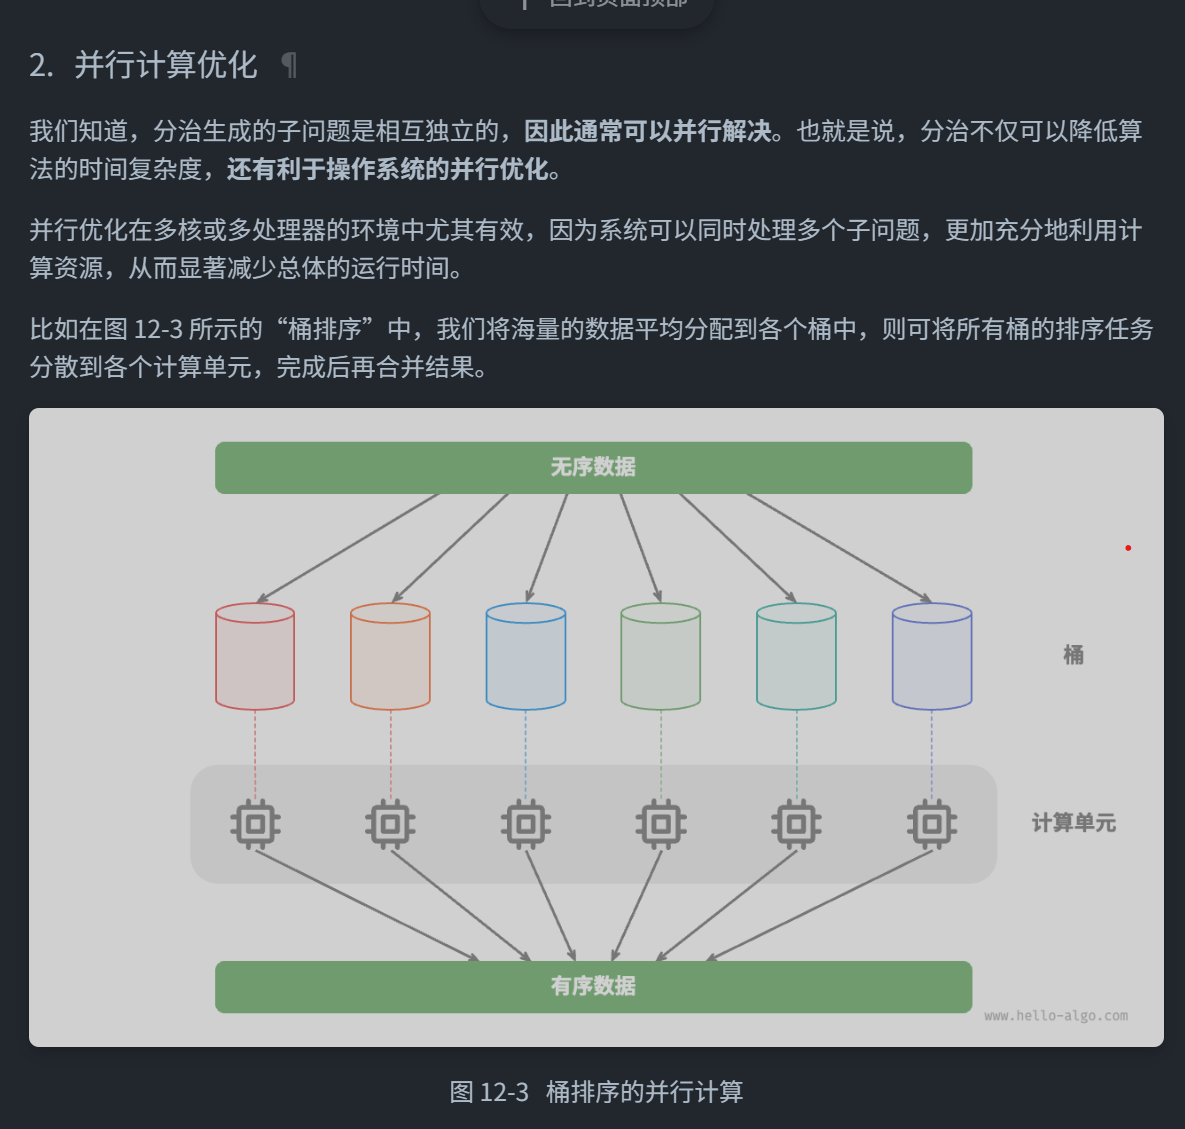 回到页面顶部
2. 并行计算优化 ¶
我们知道，分治生成的子问题是相互独立的，因此通常可以并行解决。也就是说，分治不仅可以降低算
法的时间复杂度，还有利于操作系统的并行优化。
并行优化在多核或多处理器的环境中尤其有效，因为系统可以同时处理多个子问题，更加充分地利用计
算资源，从而显著减少总体的运行时间。
比如在图 12-3 所示的“桶排序”中，我们将海量的数据平均分配到各个桶中，则可将所有桶的排序任务
分散到各个计算单元，完成后再合并结果。
无序数据
桶
计算单元
有序数据
www.hello-algo.com
图 12-3 桶排序的并行计算